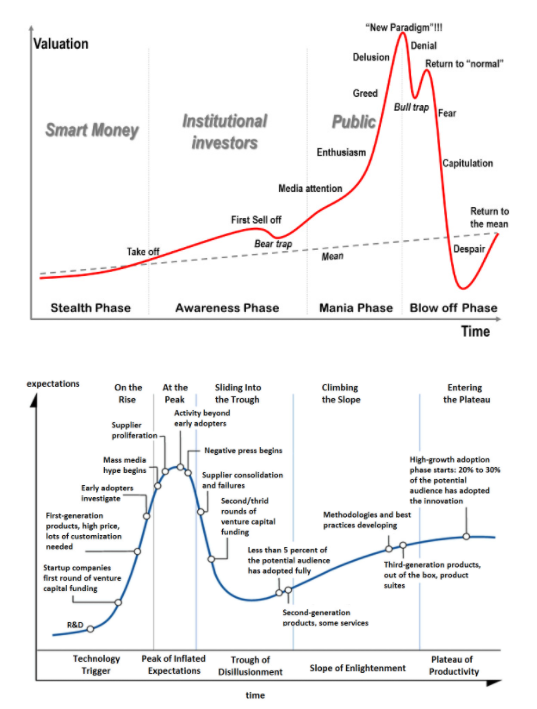 "New Paradigm"!!!
Valuation
Denial
Delusion
Return to "normal"
Greed
Smart Money
Institutional
investors
Public
Bull trap
Fear
Enthusiasm
Capitulation
Media attention
First Sell off
Return to
the mean
Take off
Bear trap
Mean
Despair
Stealth Phase
Awareness Phase
Mania Phase
Blow off Phase
Time
expectations
On the
Rise
At the
Peak
Sliding Into
the Trough
Climbing
the Slope
Entering
the Plateau
Activity beyond
early adopters
Supplier
proliferation
Negative press begins
Mass media
hype begins
Supplier consolidation
and failures
Early adopters
investigate
Second/thrid
rounds of
venture capital
funding
First-generation
products, high price,
lots of customization
needed
High-growth adoption
phase starts: 20% to 30%
of the potential
audience has adopted
the innovation
Methodologies and best
practices developing
Startup companies
first round of venture
capital funding
Less than 5 percent of
the potential audience
has adopted fully
Third-generation products,
out of the box, product
suites
Second-generation
products, some services
R&D
Technology
Trigger
Peak of Inflated
Expectations
Trough of
Disillusionment
Slope of Enlightenment
Plateau of
Productivity
time